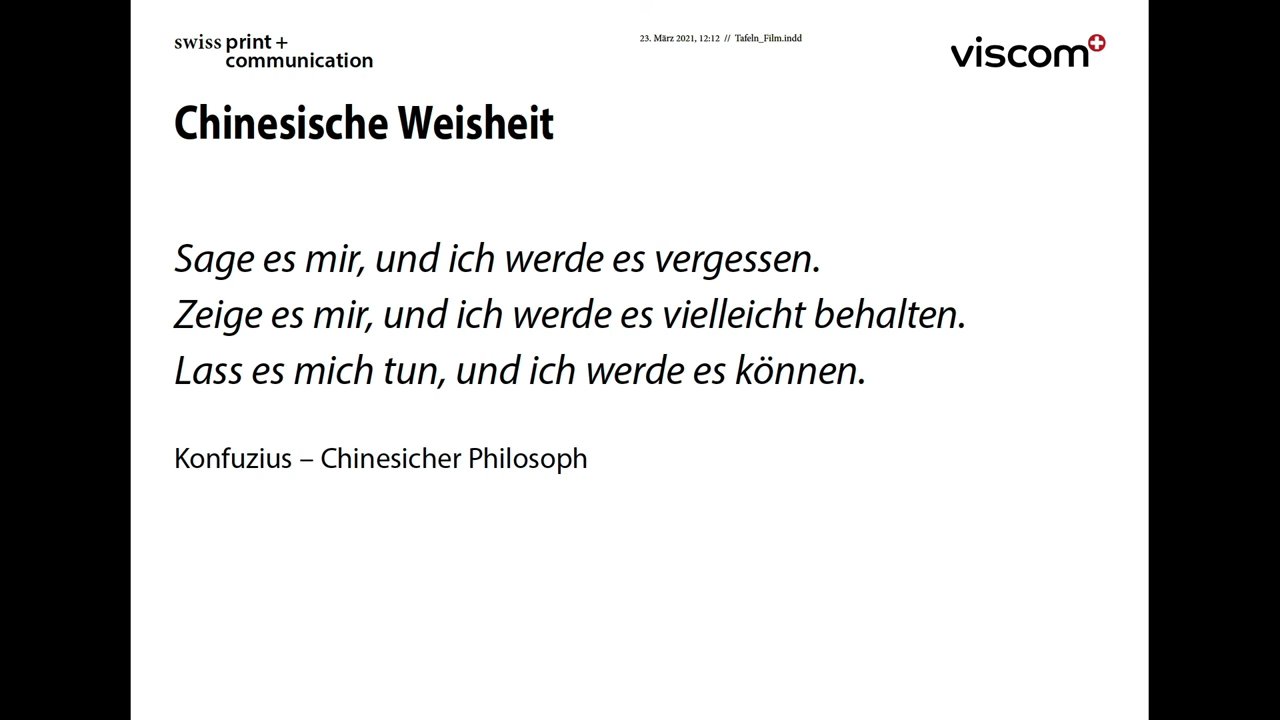 swiss print +
communication
23. März 2021, 12:12 // Tafeln_Film.indd
viscom
Chinesische Weisheit
Sage es mir, und ich werde es vergessen.
Zeige es mir, und ich werde es vielleicht behalten.
Lass es mich tun, und ich werde es können.
Konfuzius – Chinesicher Philosoph